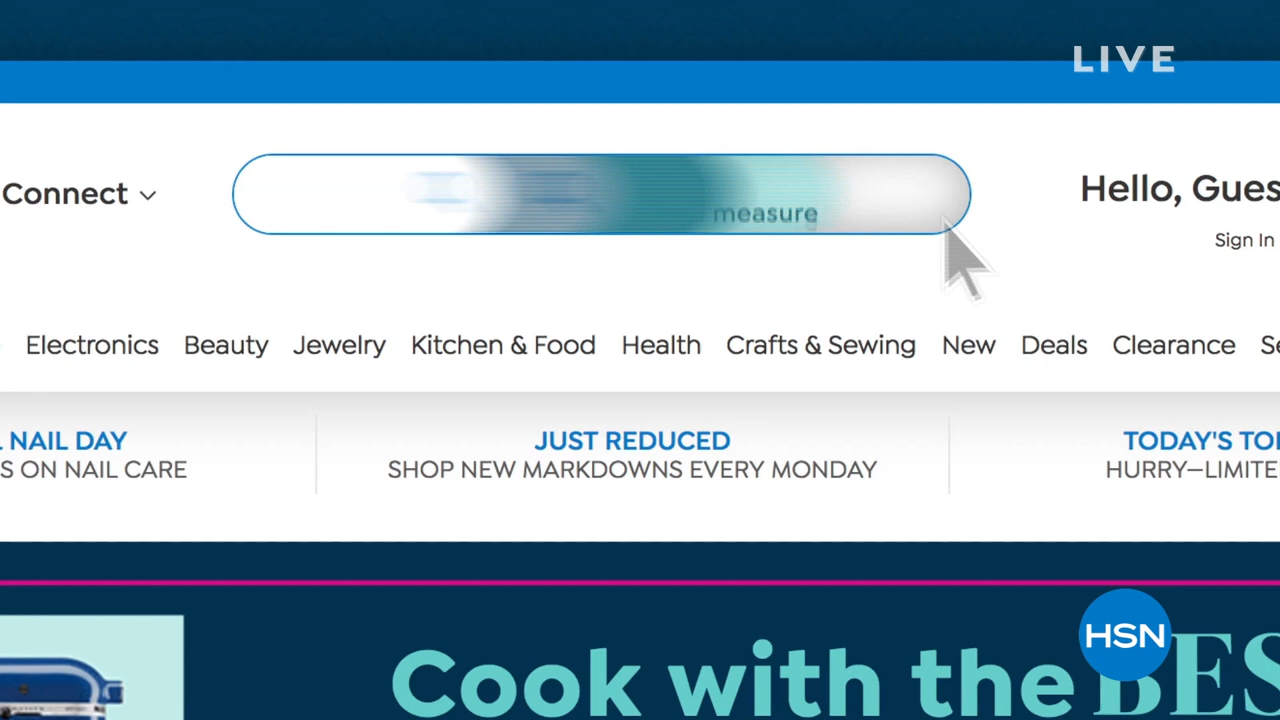 LIVE
Connect
measure
Hello, Gues
Sign In
Electronics Beauty Jewelry Kitchen & Food Health Crafts & Sewing New Deals Clearance Se
NAIL DAY JUST REDUCED TODAY'S TO
S ON NAIL CARE SHOP NEW MARKDOWNS EVERY MONDAY HURRY—LIMITE
HSN
Cook with the BES